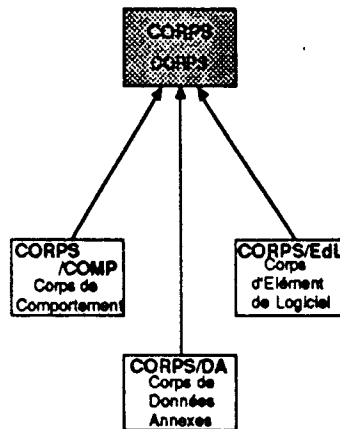 CORPS
CORPS
CORPS
/COMP
Corps de
Comportement
CORPS/EdL
Corps
d'Elément
de Logiciel
CORPS/DA
Corps de
Données
Annexes